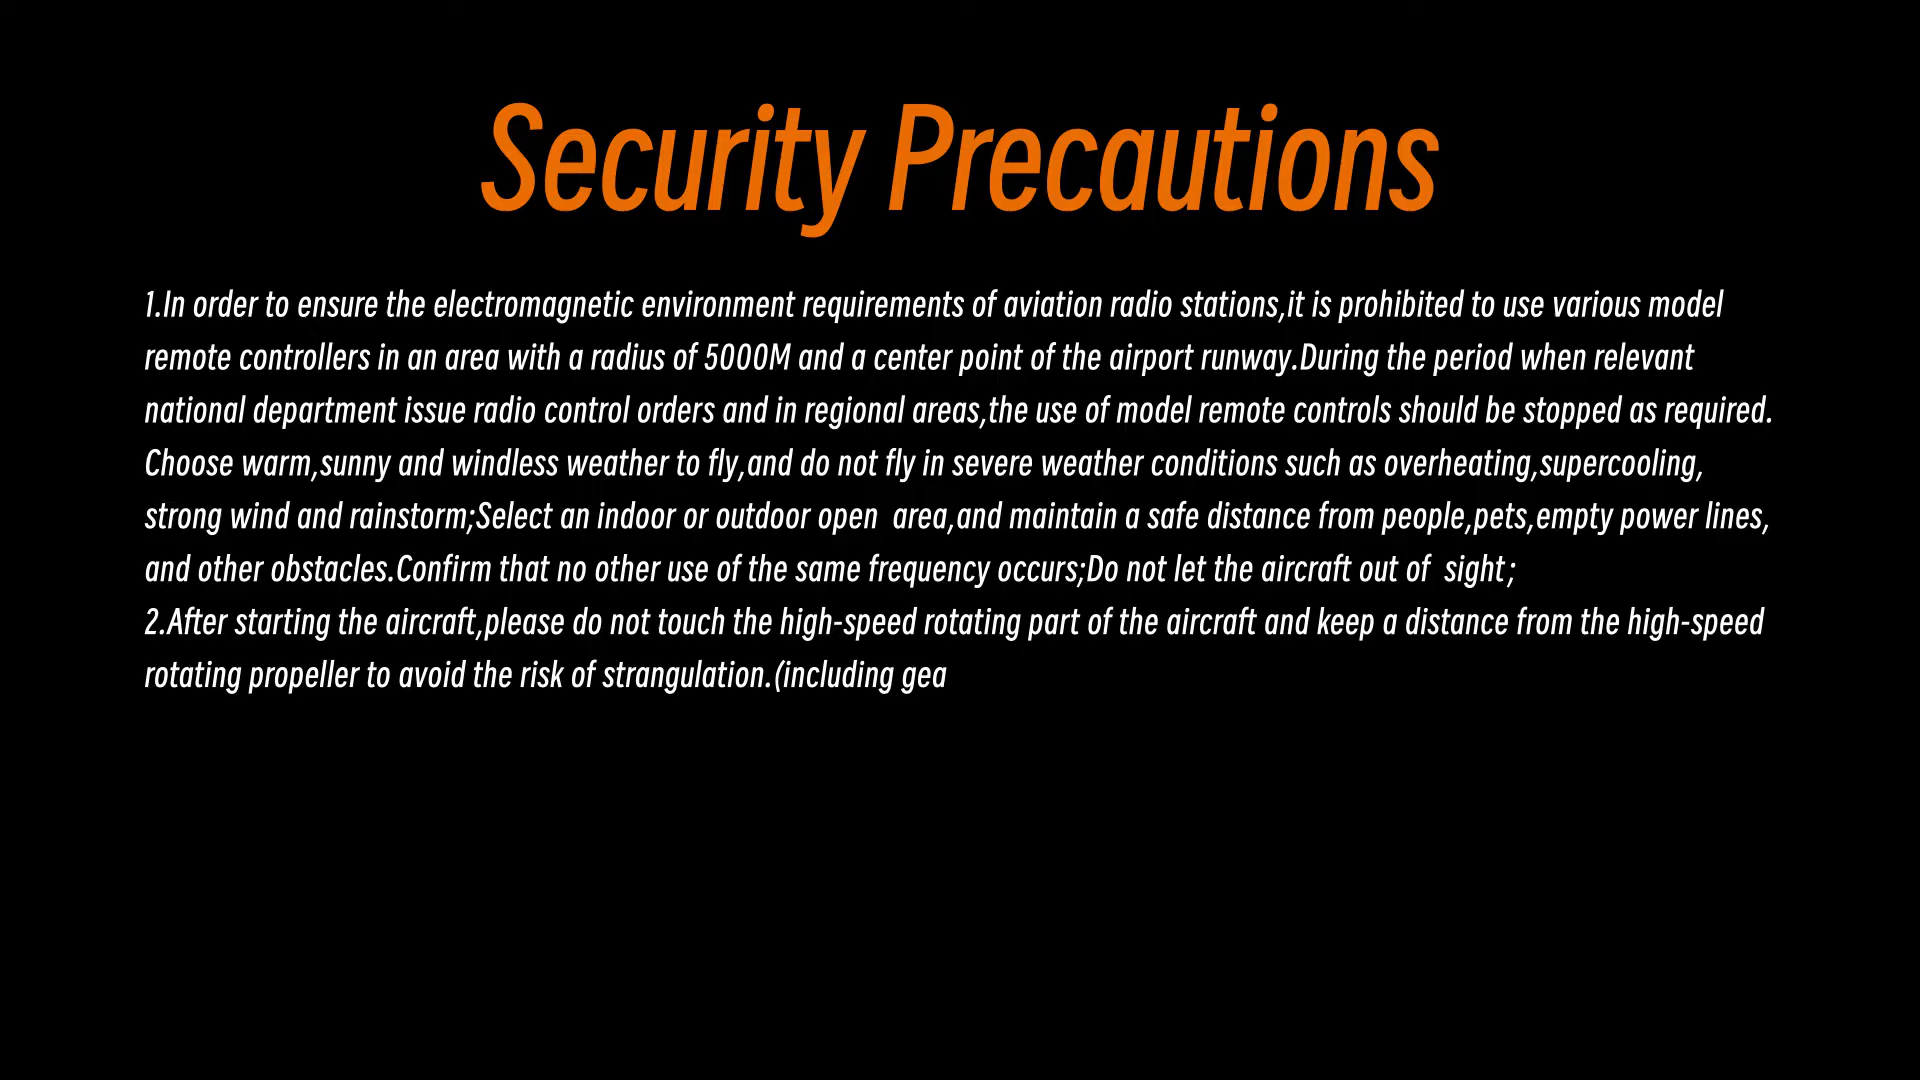 Security Precautions
1.In order to ensure the electromagnetic environment requirements of aviation radio stations,it is prohibited to use various model
remote controllers in an area with a radius of 5000M and a center point of the airport runway.During the period when relevant
national department issue radio control orders and in regional areas,the use of model remote controls should be stopped as required.
Choose warm,sunny and windless weather to fly,and do not fly in severe weather conditions such as overheating,supercooling,
strong wind and rainstorm;Select an indoor or outdoor open  area,and maintain a safe distance from people,pets,empty power lines,
and other obstacles.Confirm that no other use of the same frequency occurs;Do not let the aircraft out of  sight;
2.After starting the aircraft,please do not touch the high-speed rotating part of the aircraft and keep a distance from the high-speed
rotating propeller to avoid the risk of strangulation.(including gea